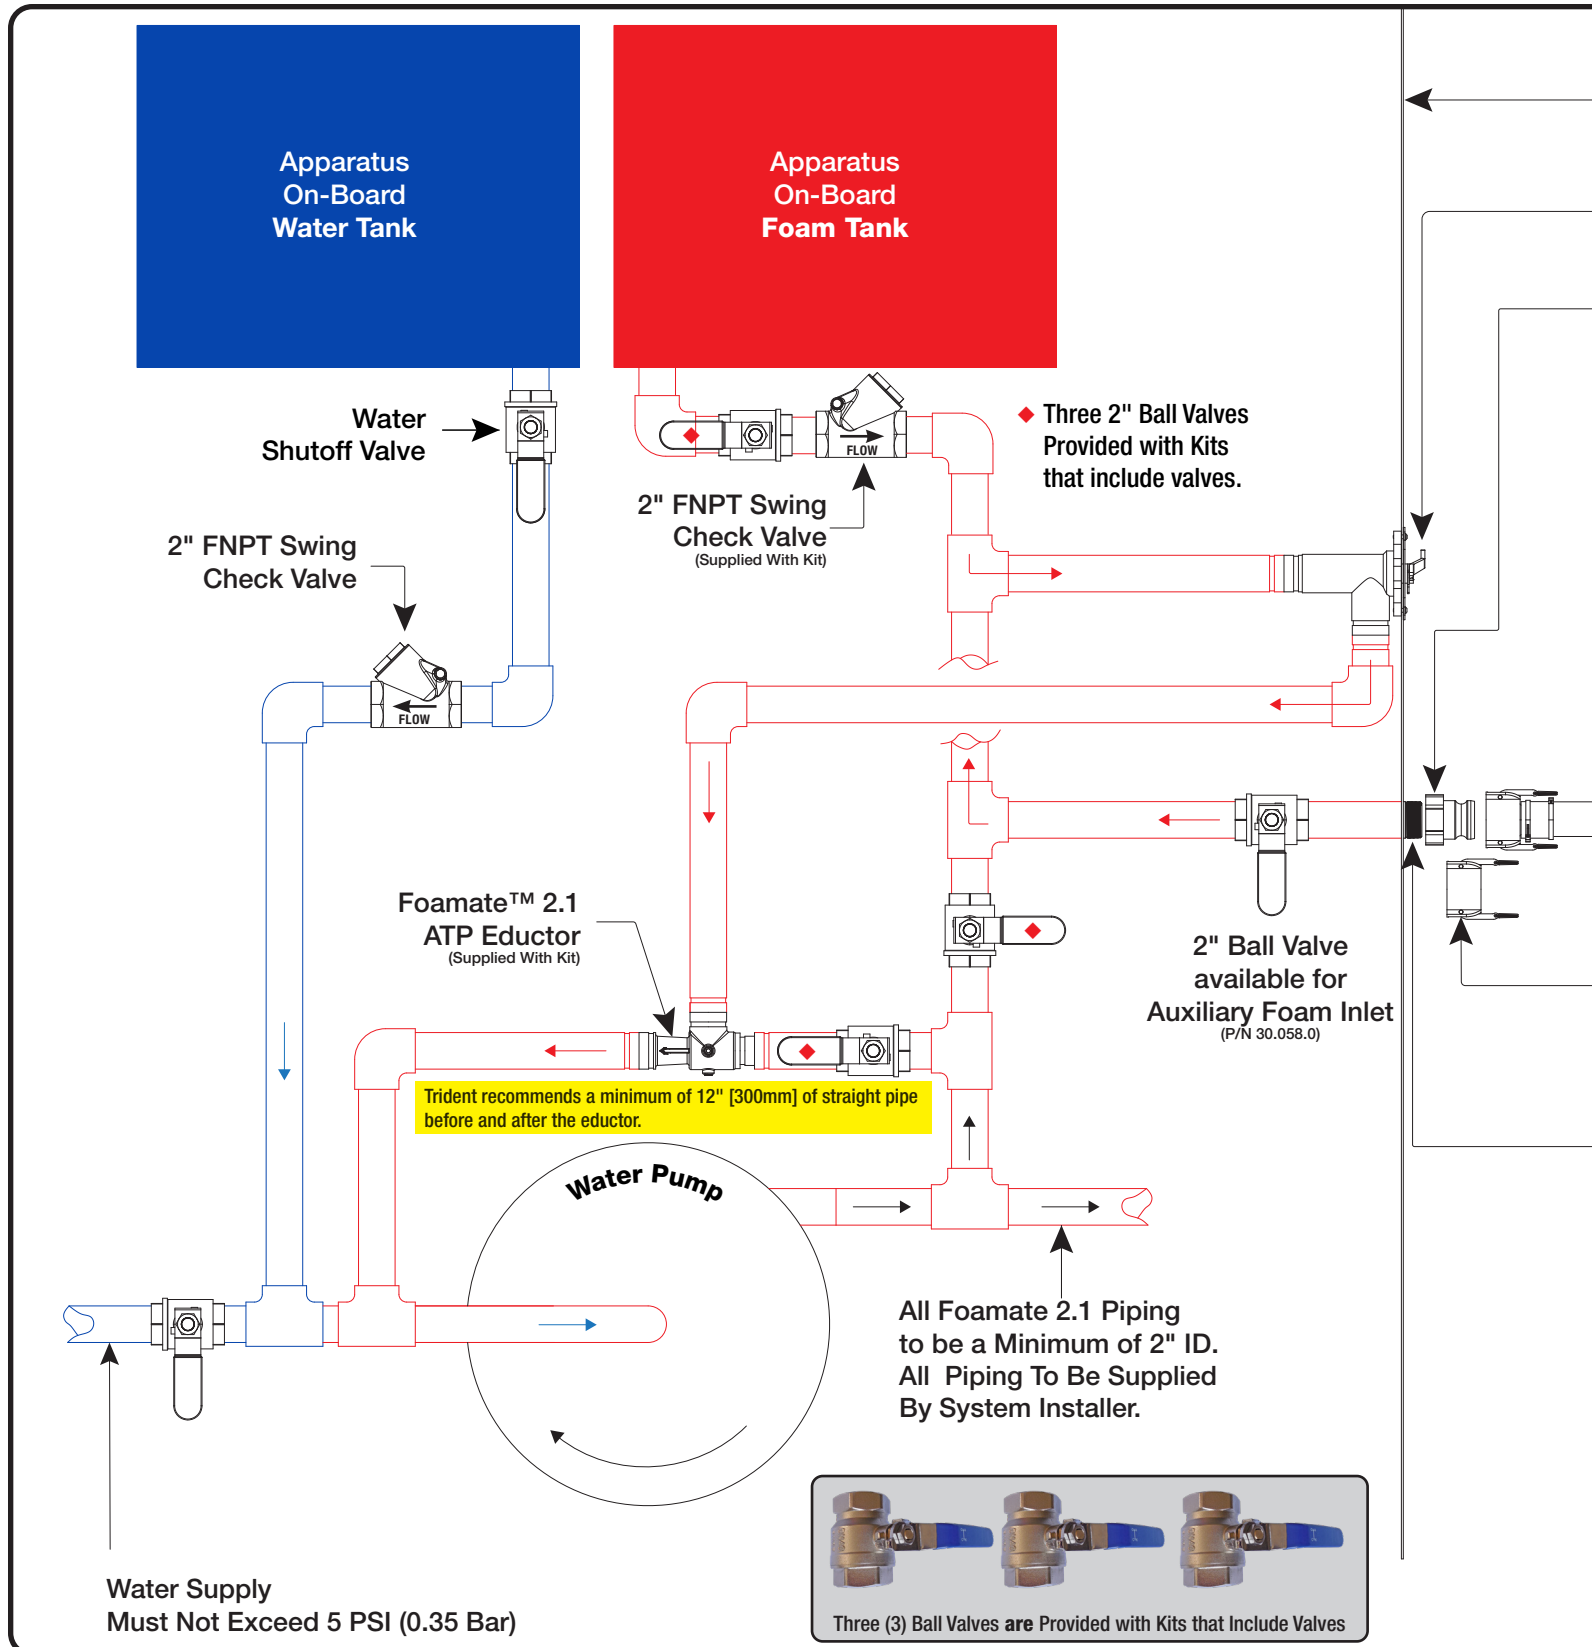 Apparatus
On-Board
Water Tank
Apparatus
On-Board
Foam Tank
Water
Shutoff Valve
FLOW
◆ Three 2" Ball Valves
Provided with Kits
that include valves.
2" FNPT Swing
Check Valve
(Supplied With Kit)
2" FNPT Swing
Check Valve
FLOW
Foamate™ 2.1
ATP Eductor
(Supplied With Kit)
2" Ball Valve
available for
Auxiliary Foam Inlet
(P/N 30.058.0)
Trident recommends a minimum of 12" [300mm] of straight pipe
before and after the eductor.
Water Pump
All Foamate 2.1 Piping
to be a Minimum of 2" ID.
All Piping To Be Supplied
By System Installer.
Water Supply
Must Not Exceed 5 PSI (0.35 Bar)
Three (3) Ball Valves are Provided with Kits that Include Valves